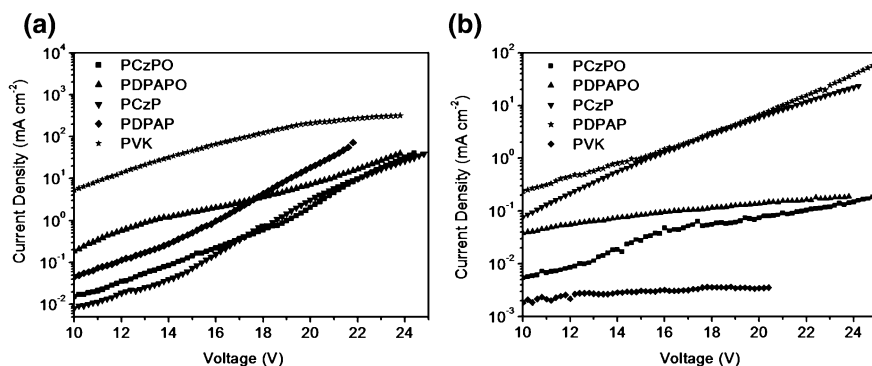 (a)
Current Density (mA cm⁻²)
10⁴
10³
10²
10¹
10⁰
10⁻¹
10⁻²
PCzPO
PDPAPO
PCzP
PDPAP
PVK
10 12 14 16 18 20 22 24
Voltage (V)
(b)
Current Density (mA cm⁻²)
10²
10¹
10⁰
10⁻¹
10⁻²
10⁻³
PCzPO
PDPAPO
PCzP
PDPAP
PVK
10 12 14 16 18 20 22 24
Voltage (V)